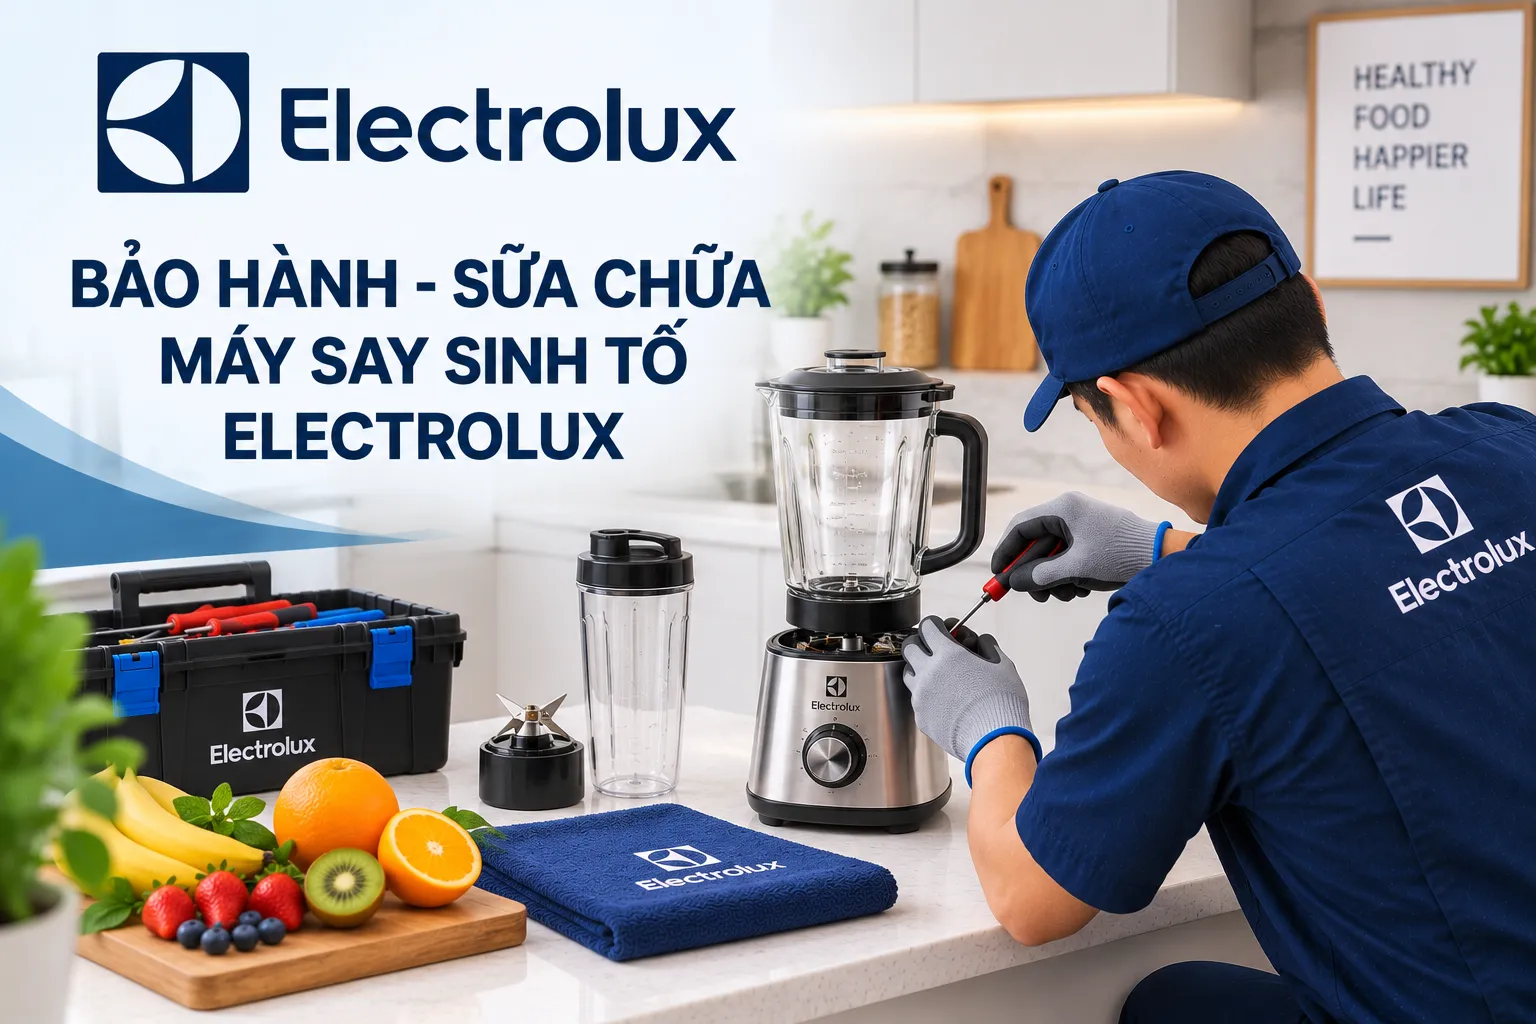 Electrolux
BẢO HÀNH - SỮA CHỮA
MÁY SAY SINH TỐ
ELECTROLUX
HEALTHY
FOOD
HAPPIER
LIFE
Electrolux
Electrolux
Electrolux
Electrolux